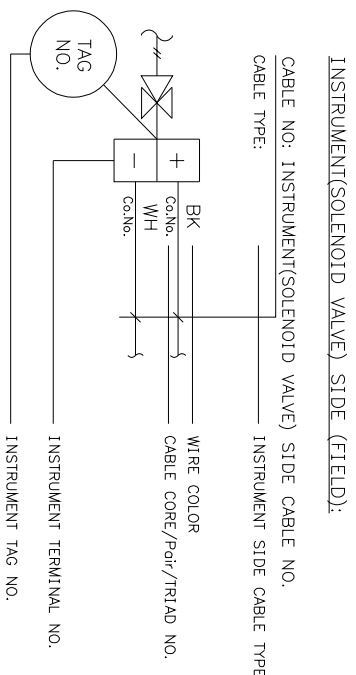 INSTRUMENT(SOLENOID VALVE) SIDE (FIELD):
CABLE NO: INSTRUMENT(SOLENOID VALVE) SIDE CABLE NO.
CABLE TYPE:
INSTRUMENT SIDE CABLE TYPE
BK
Co.No.
WH
Co.No.
+
−
TAG
NO.
WIRE COLOR
CABLE CORE/Pair/TRIAD NO.
INSTRUMENT TERMINAL NO.
INSTRUMENT TAG NO.